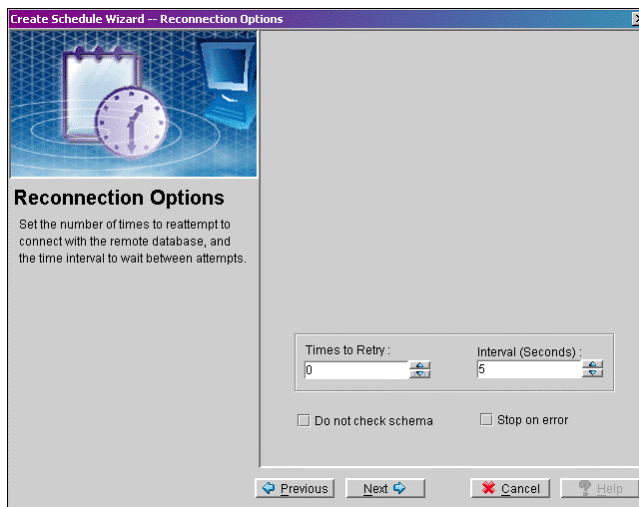 Create Schedule Wizard -- Reconnection Options
Reconnection Options
Set the number of times to reattempt to
connect with the remote database, and
the time interval to wait between attempts.
Times to Retry :
Interval (Seconds) :
0
5
Do not check schema
Stop on error
Previous
Next
Cancel
Help